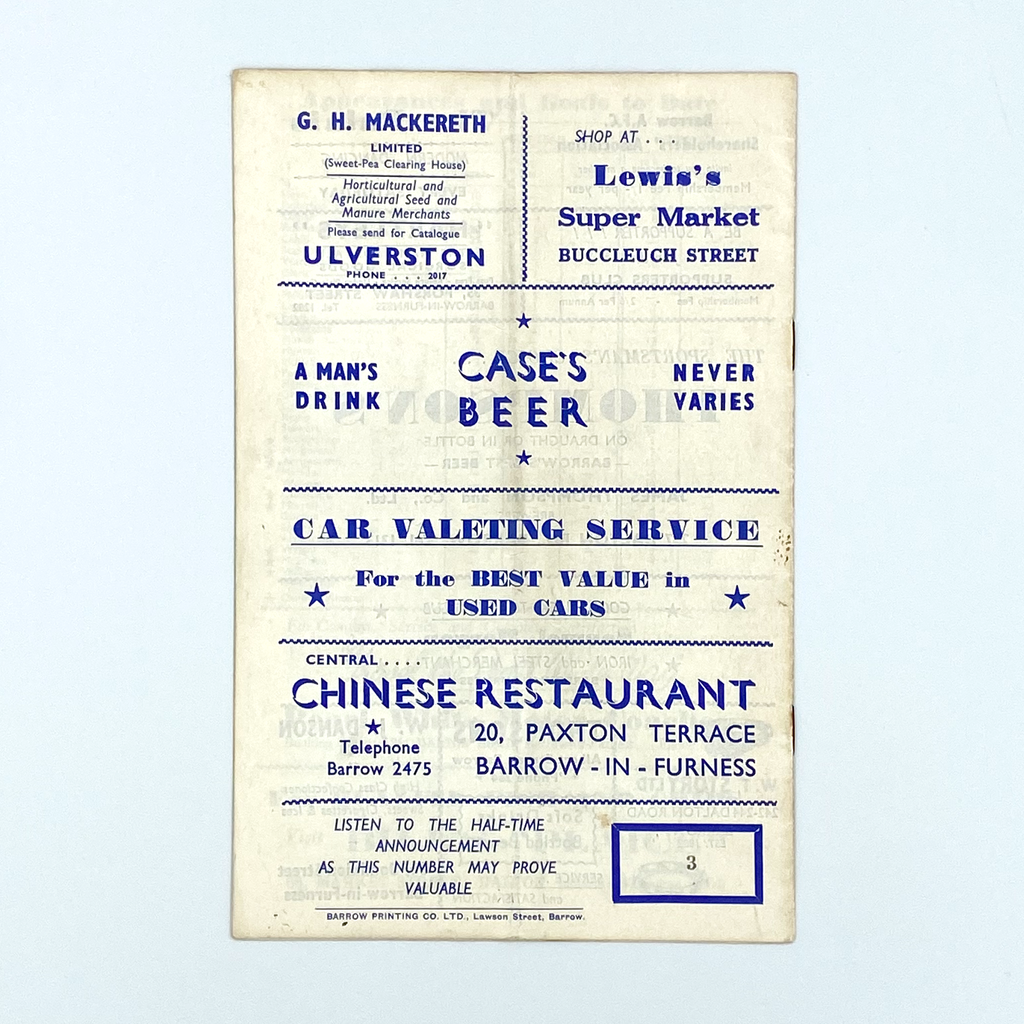 G. H. MACKERETH
LIMITED
(Sweet-Pea Clearing House)
Horticultural and
Agricultural Seed and
Manure Merchants
Please send for Catalogue
ULVERSTON
PHONE . . . 2017
SHOP AT . . .
Lewis's
Super Market
BUCCLEUCH STREET
A MAN'S
DRINK
CASE'S
BEER
NEVER
VARIES
CAR VALETING SERVICE
For the BEST VALUE in
USED CARS
CENTRAL . . . .
CHINESE RESTAURANT
Telephone
Barrow 2475
20, PAXTON TERRACE
BARROW - IN - FURNESS
LISTEN TO THE HALF-TIME
ANNOUNCEMENT
AS THIS NUMBER MAY PROVE
VALUABLE
3
BARROW PRINTING CO. LTD., Lawson Street, Barrow.